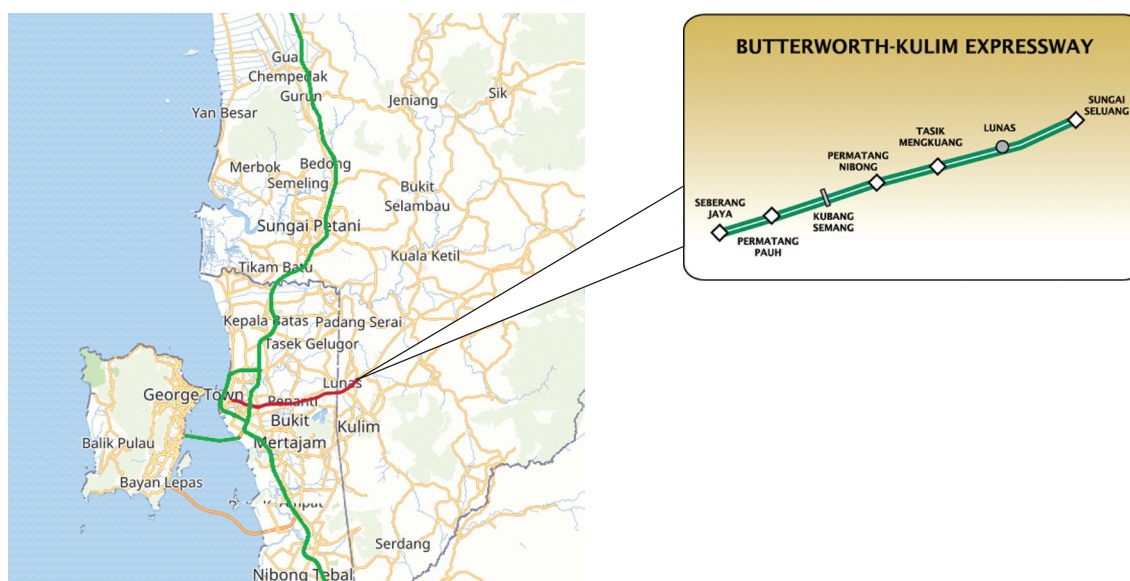 Gua
Chempedak
Gurun
Jeniang
Sik
Yan Besar
Merbok
Bedong
Semeling
Bukit
Selambau
Sungai Petani
Kuala Ketil
Tikam Batu
Kepala Batas
Padang Serai
Tasek Gelugor
Lunas
George Town
Penanti
Bukit
Mertajam
Kulim
Balik Pulau
Bayan Lepas
Serdang
Nibong Tebal
BUTTERWORTH-KULIM EXPRESSWAY
SUNGAI
SELUANG
LUNAS
TASIK
MENGKUANG
PERMATANG
NIBONG
SEBERANG
JAYA
KUBANG
SEMANG
PERMATANG
PAUH